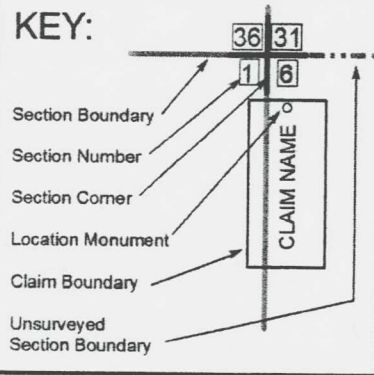 KEY:
36 31
1 6
Section Boundary
Section Number
Section Corner
Location Monument
Claim Boundary
Unsurveyed
Section Boundary
CLAIM NAME